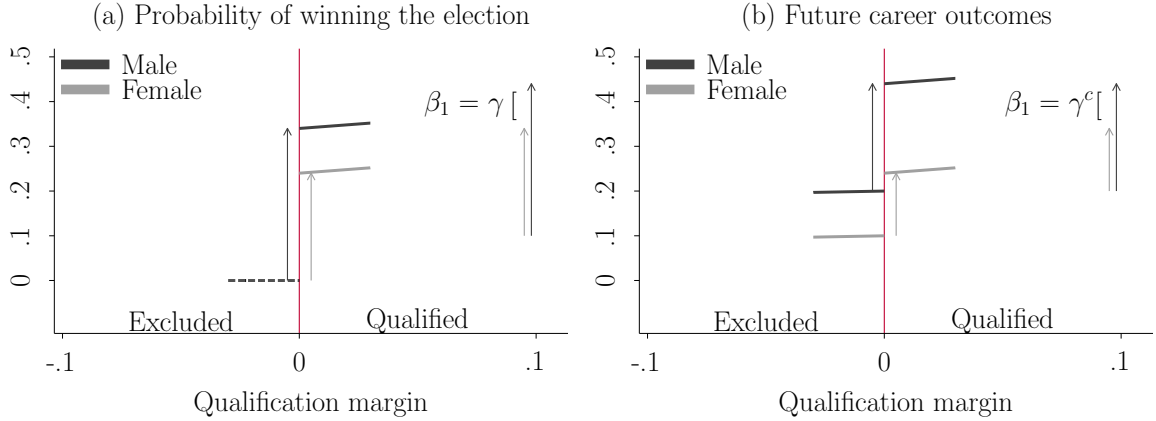 (a) Probability of winning the election
.5
.4
.3
.2
.1
0
Male
Female
β₁ = γ [
Excluded
Qualified
-.1
0
.1
Qualification margin
(b) Future career outcomes
.5
.4
.3
.2
.1
0
Male
Female
β₁ = γᶜ[
Excluded
Qualified
-.1
0
.1
Qualification margin